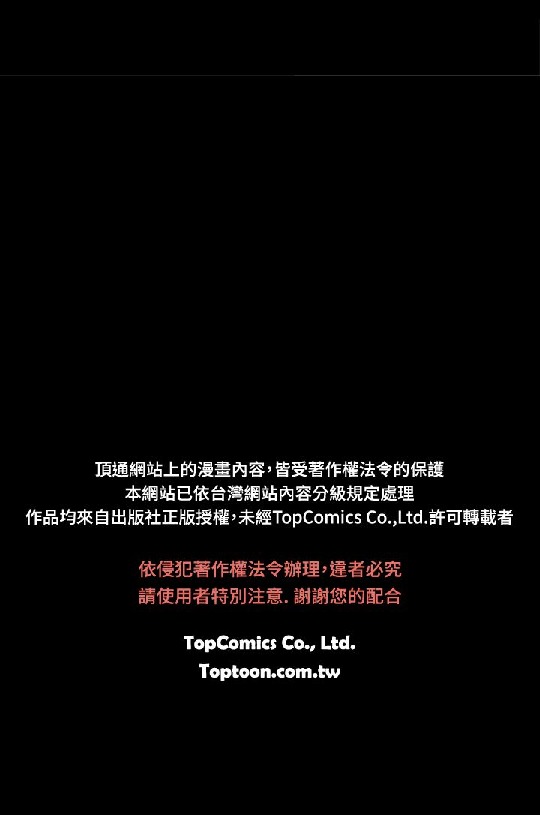 頂通網站上的漫畫內容，皆受著作權法令的保護
本網站已依台灣網站內容分級規定處理
作品均來自出版社正版授權，未經TopComics Co.,Ltd.許可轉載者
依侵犯著作權法令辦理，違者必究
請使用者特別注意. 謝謝您的配合
TopComics Co., Ltd.
Toptoon.com.tw